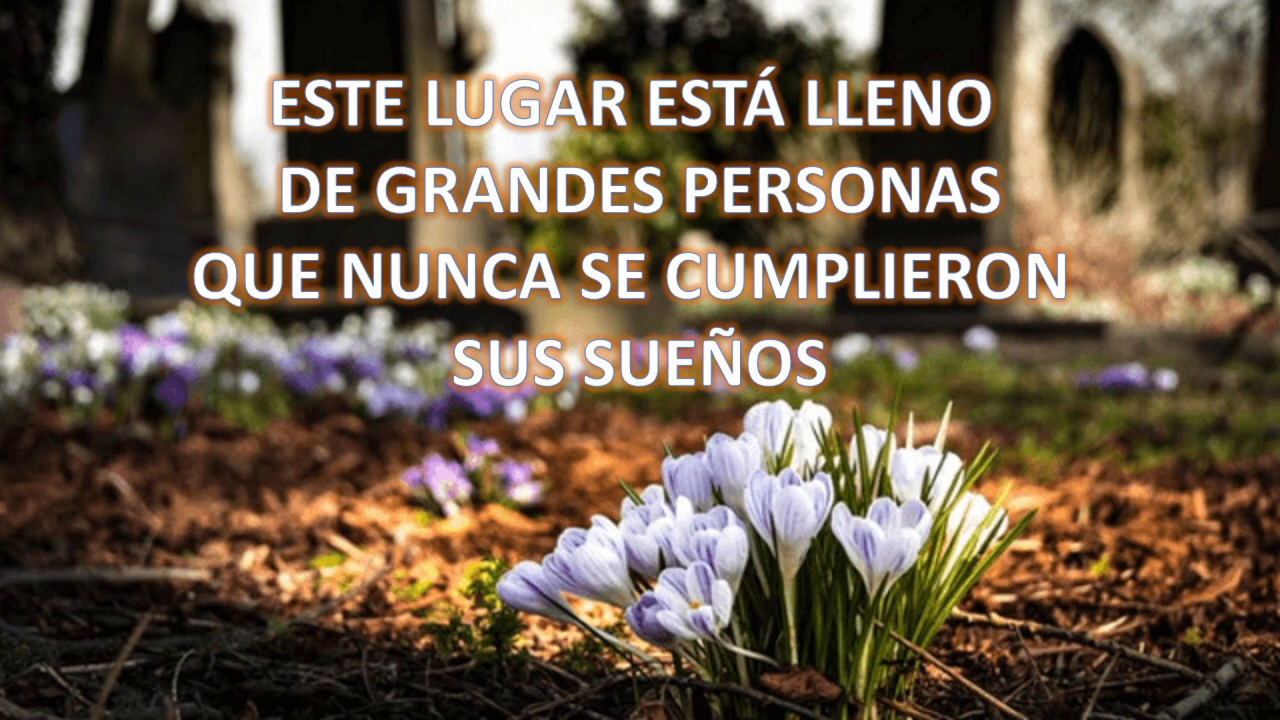 ESTE LUGAR ESTÁ LLENO
DE GRANDES PERSONAS
QUE NUNCA SE CUMPLIERON
SUS SUEÑOS